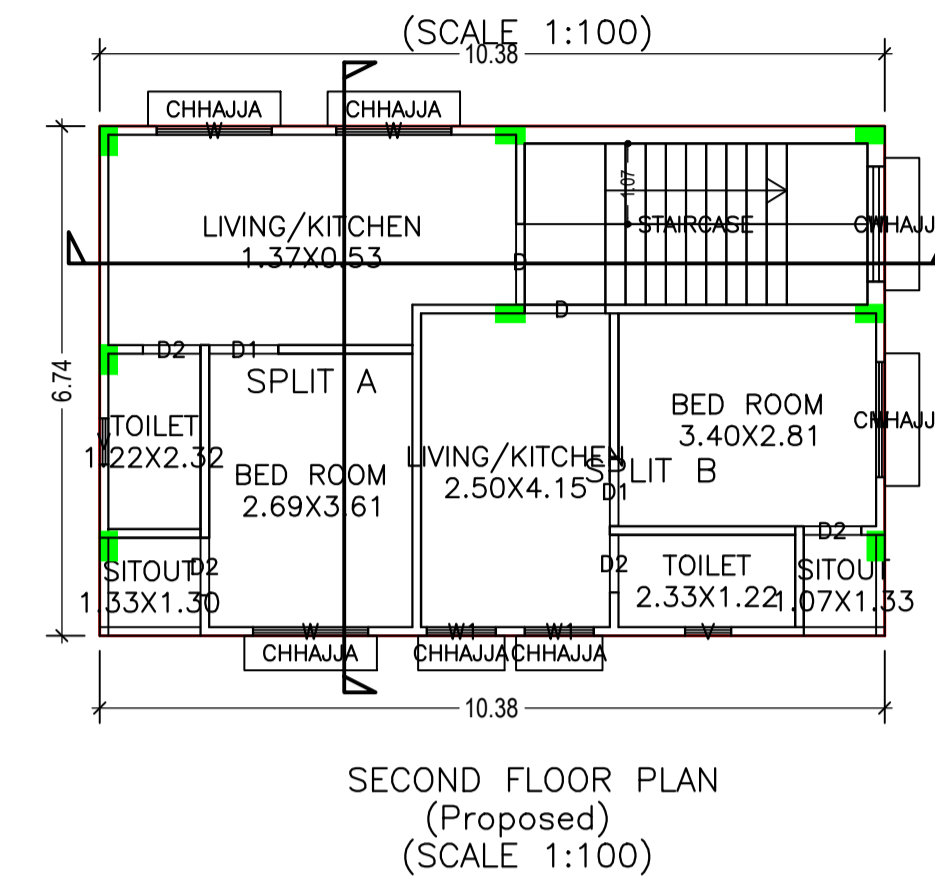 (SCALE 1:100)
10.38
CHHAJJA
CHHAJJA
W
W
LIVING/KITCHEN
1.37X0.53
1.07
STAIRCASE
D
D
6.74
D2
D1
SPLIT A
TOILET
1.22X2.32
V
BED ROOM
2.69X3.61
LIVING/KITCHEN
2.50X4.15
BED ROOM
3.40X2.81
SPLIT B
D1
D2
SITOUT
1.33X1.30
D2
D2
TOILET
2.33X1.22
SITOUT
1.07X1.33
W
W1
W1
V
CHHAJJA
CHHAJJA
CHHAJJA
10.38
SECOND FLOOR PLAN
(Proposed)
(SCALE 1:100)